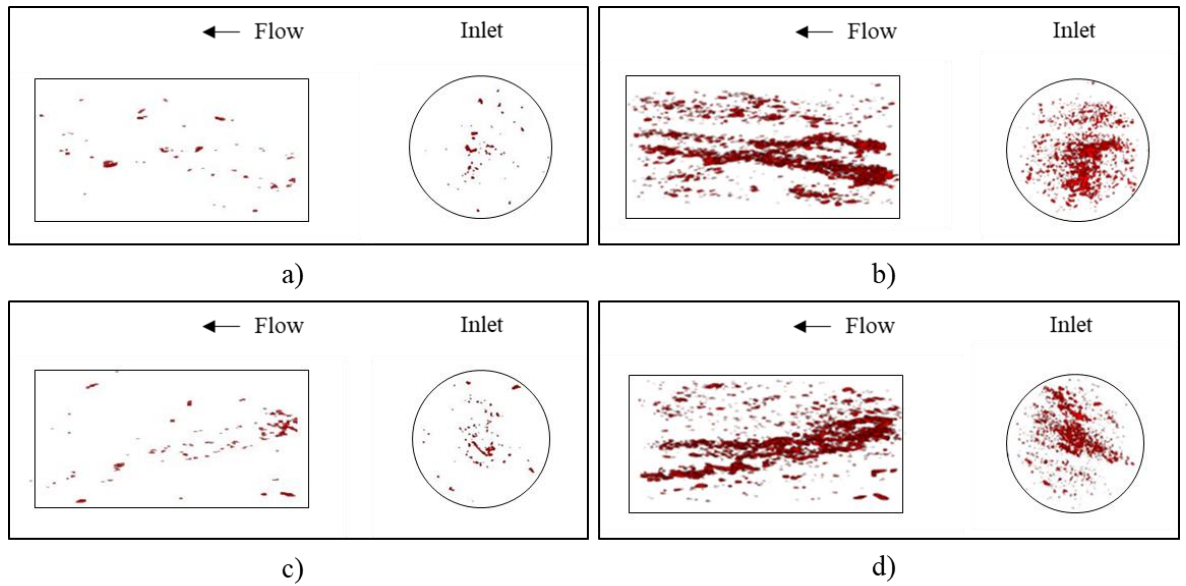 ← Flow Inlet
← Flow Inlet
a)
b)
← Flow Inlet
← Flow Inlet
c)
d)